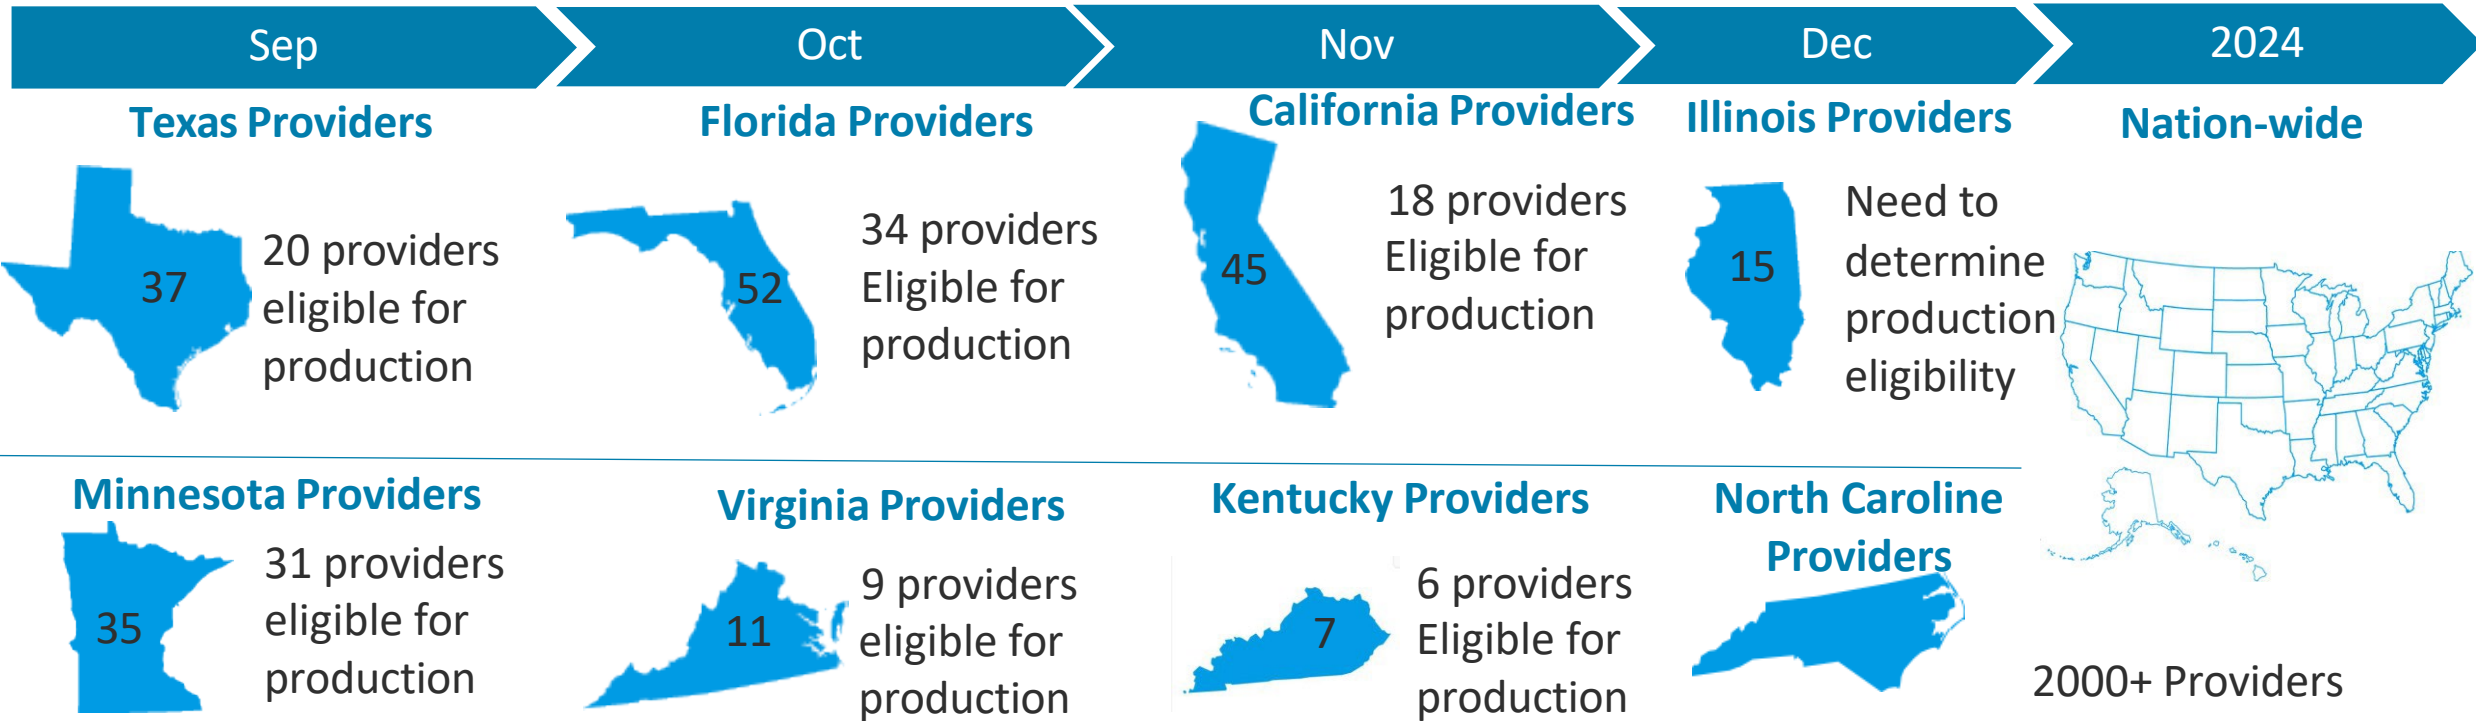 Sep
Oct
Nov
Dec
2024
Texas Providers
37
20 providers
eligible for
production
Florida Providers
52
34 providers
Eligible for
production
California Providers
45
18 providers
Eligible for
production
Illinois Providers
15
Need to
determine
production
eligibility
Nation-wide
Minnesota Providers
35
31 providers
eligible for
production
Virginia Providers
11
9 providers
eligible for
production
Kentucky Providers
7
6 providers
Eligible for
production
North Caroline
Providers
2000+ Providers